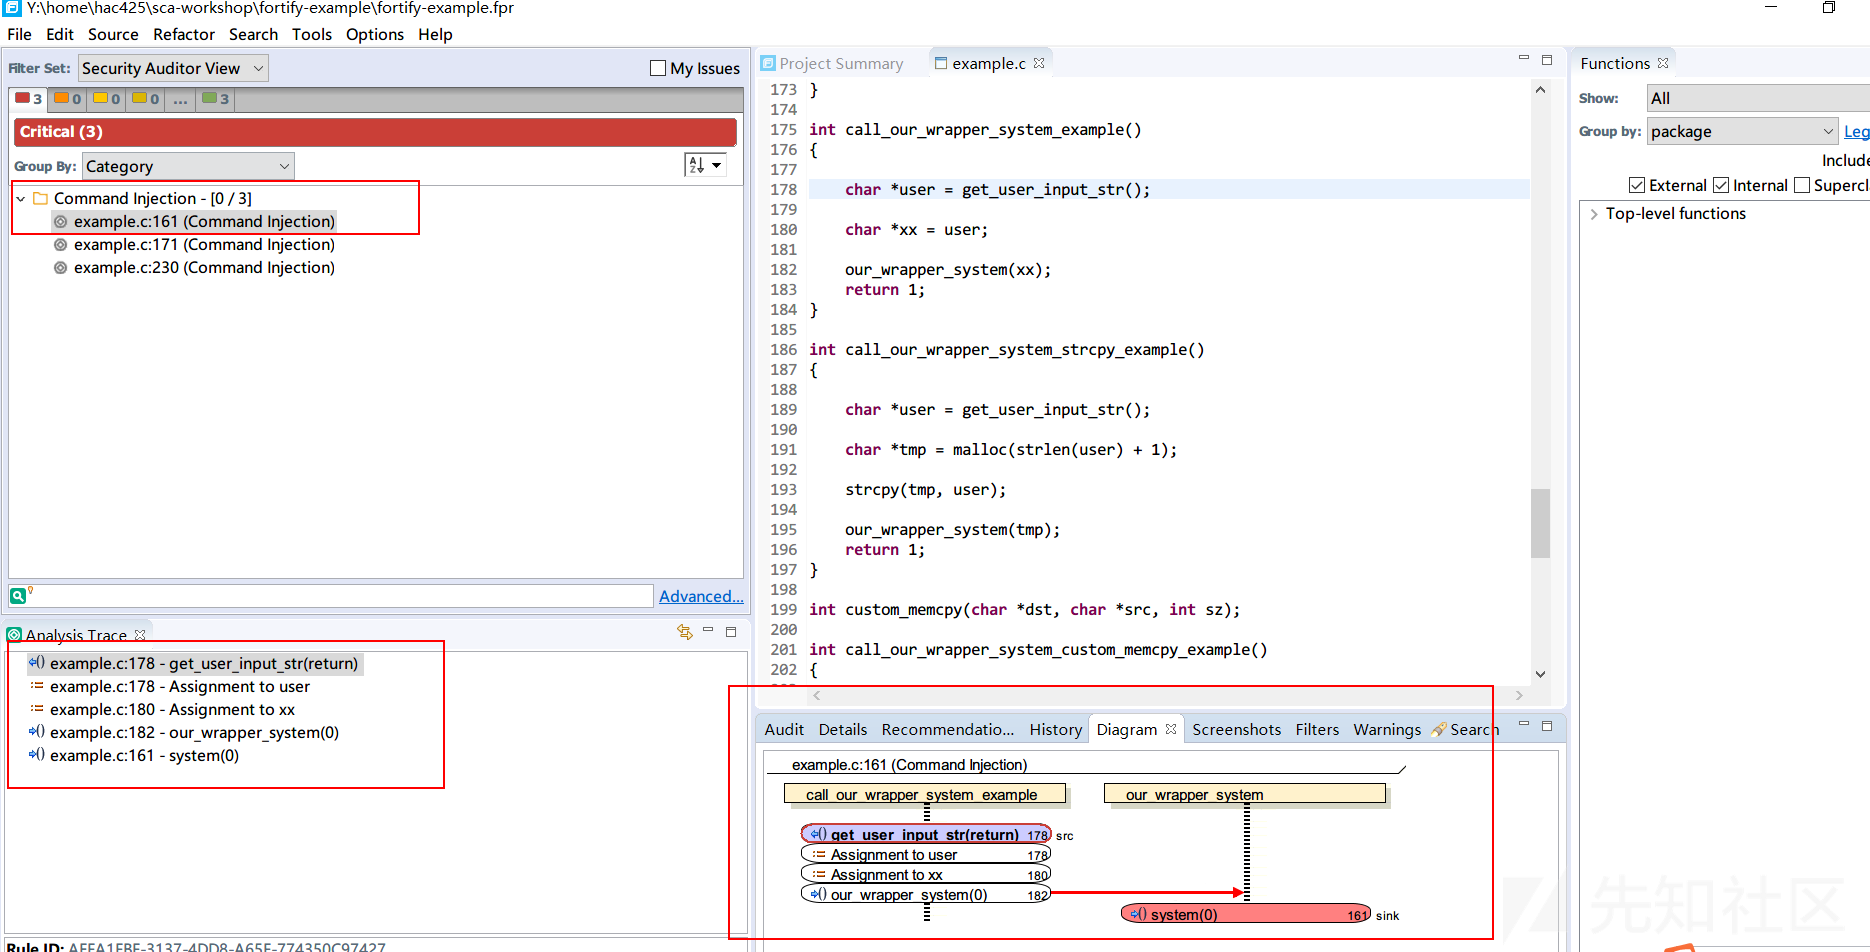 Y:\home\hac425\sca-workshop\fortify-example\fortify-example.fpr
File Edit Source Refactor Search Tools Options Help
Filter Set: Security Auditor View
My Issues
3 0 0 0 ... 3
Critical (3)
Group By: Category
Command Injection - [0 / 3]
example.c:161 (Command Injection)
example.c:171 (Command Injection)
example.c:230 (Command Injection)
Advanced...
Analysis Trace
example.c:178 - get_user_input_str(return)
example.c:178 - Assignment to user
example.c:180 - Assignment to xx
example.c:182 - our_wrapper_system(0)
example.c:161 - system(0)
Project Summary
example.c
173 }
174
175 int call_our_wrapper_system_example()
176 {
177
178 char *user = get_user_input_str();
179
180 char *xx = user;
181
182 our_wrapper_system(xx);
183 return 1;
184 }
185
186 int call_our_wrapper_system_strcpy_example()
187 {
188
189 char *user = get_user_input_str();
190
191 char *tmp = malloc(strlen(user) + 1);
192
193 strcpy(tmp, user);
194
195 our_wrapper_system(tmp);
196 return 1;
197 }
198
199 int custom_memcpy(char *dst, char *src, int sz);
200
201 int call_our_wrapper_system_custom_memcpy_example()
202 {
Audit Details Recommendatio... History Diagram Screenshots Filters Warnings Search
example.c:161 (Command Injection)
call_our_wrapper_system_example
our_wrapper_system
get_user_input_str(return) 178 src
Assignment to user 178
Assignment to xx 180
our_wrapper_system(0) 182
system(0) 161 sink
Functions
Show: All
Group by: package
Leg
Include
External Internal Supercl
Top-level functions
先知社区